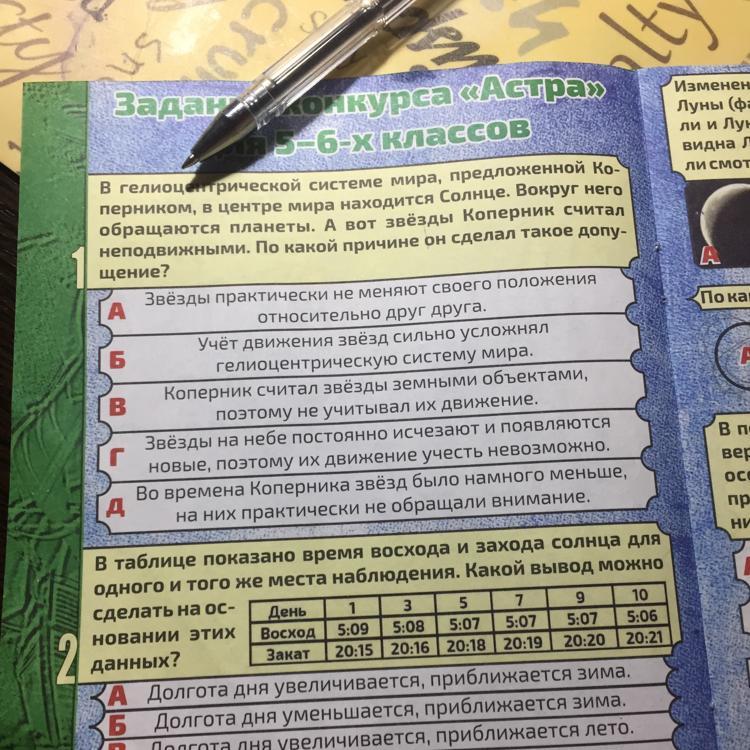 Задания конкурса «Астра»
для 5–6-х классов
1
В гелиоцентрической системе мира, предложенной Ко-
перником, в центре мира находится Солнце. Вокруг него
обращаются планеты. А вот звёзды Коперник считал
неподвижными. По какой причине он сделал такое допу-
щение?
А Звёзды практически не меняют своего положения
относительно друг друга.
Б Учёт движения звёзд сильно усложнял
гелиоцентрическую систему мира.
В Коперник считал звёзды земными объектами,
поэтому не учитывал их движение.
Г Звёзды на небе постоянно исчезают и появляются
новые, поэтому их движение учесть невозможно.
Д Во времена Коперника звёзд было намного меньше,
на них практически не обращали внимание.
2
В таблице показано время восхода и захода солнца для
одного и того же места наблюдения. Какой вывод можно
сделать на ос-
новании этих
данных?
День 1 3 5 7 9 10
Восход 5:09 5:08 5:07 5:07 5:07 5:06
Закат 20:15 20:16 20:18 20:19 20:20 20:21
А Долгота дня увеличивается, приближается зима.
Б Долгота дня уменьшается, приближается зима.
В Долгота дня увеличивается, приближается лето.
Луны (фа
ли и Лун
видна Л
ли смот
А
По ка
В п
вер
осо
пр
ни